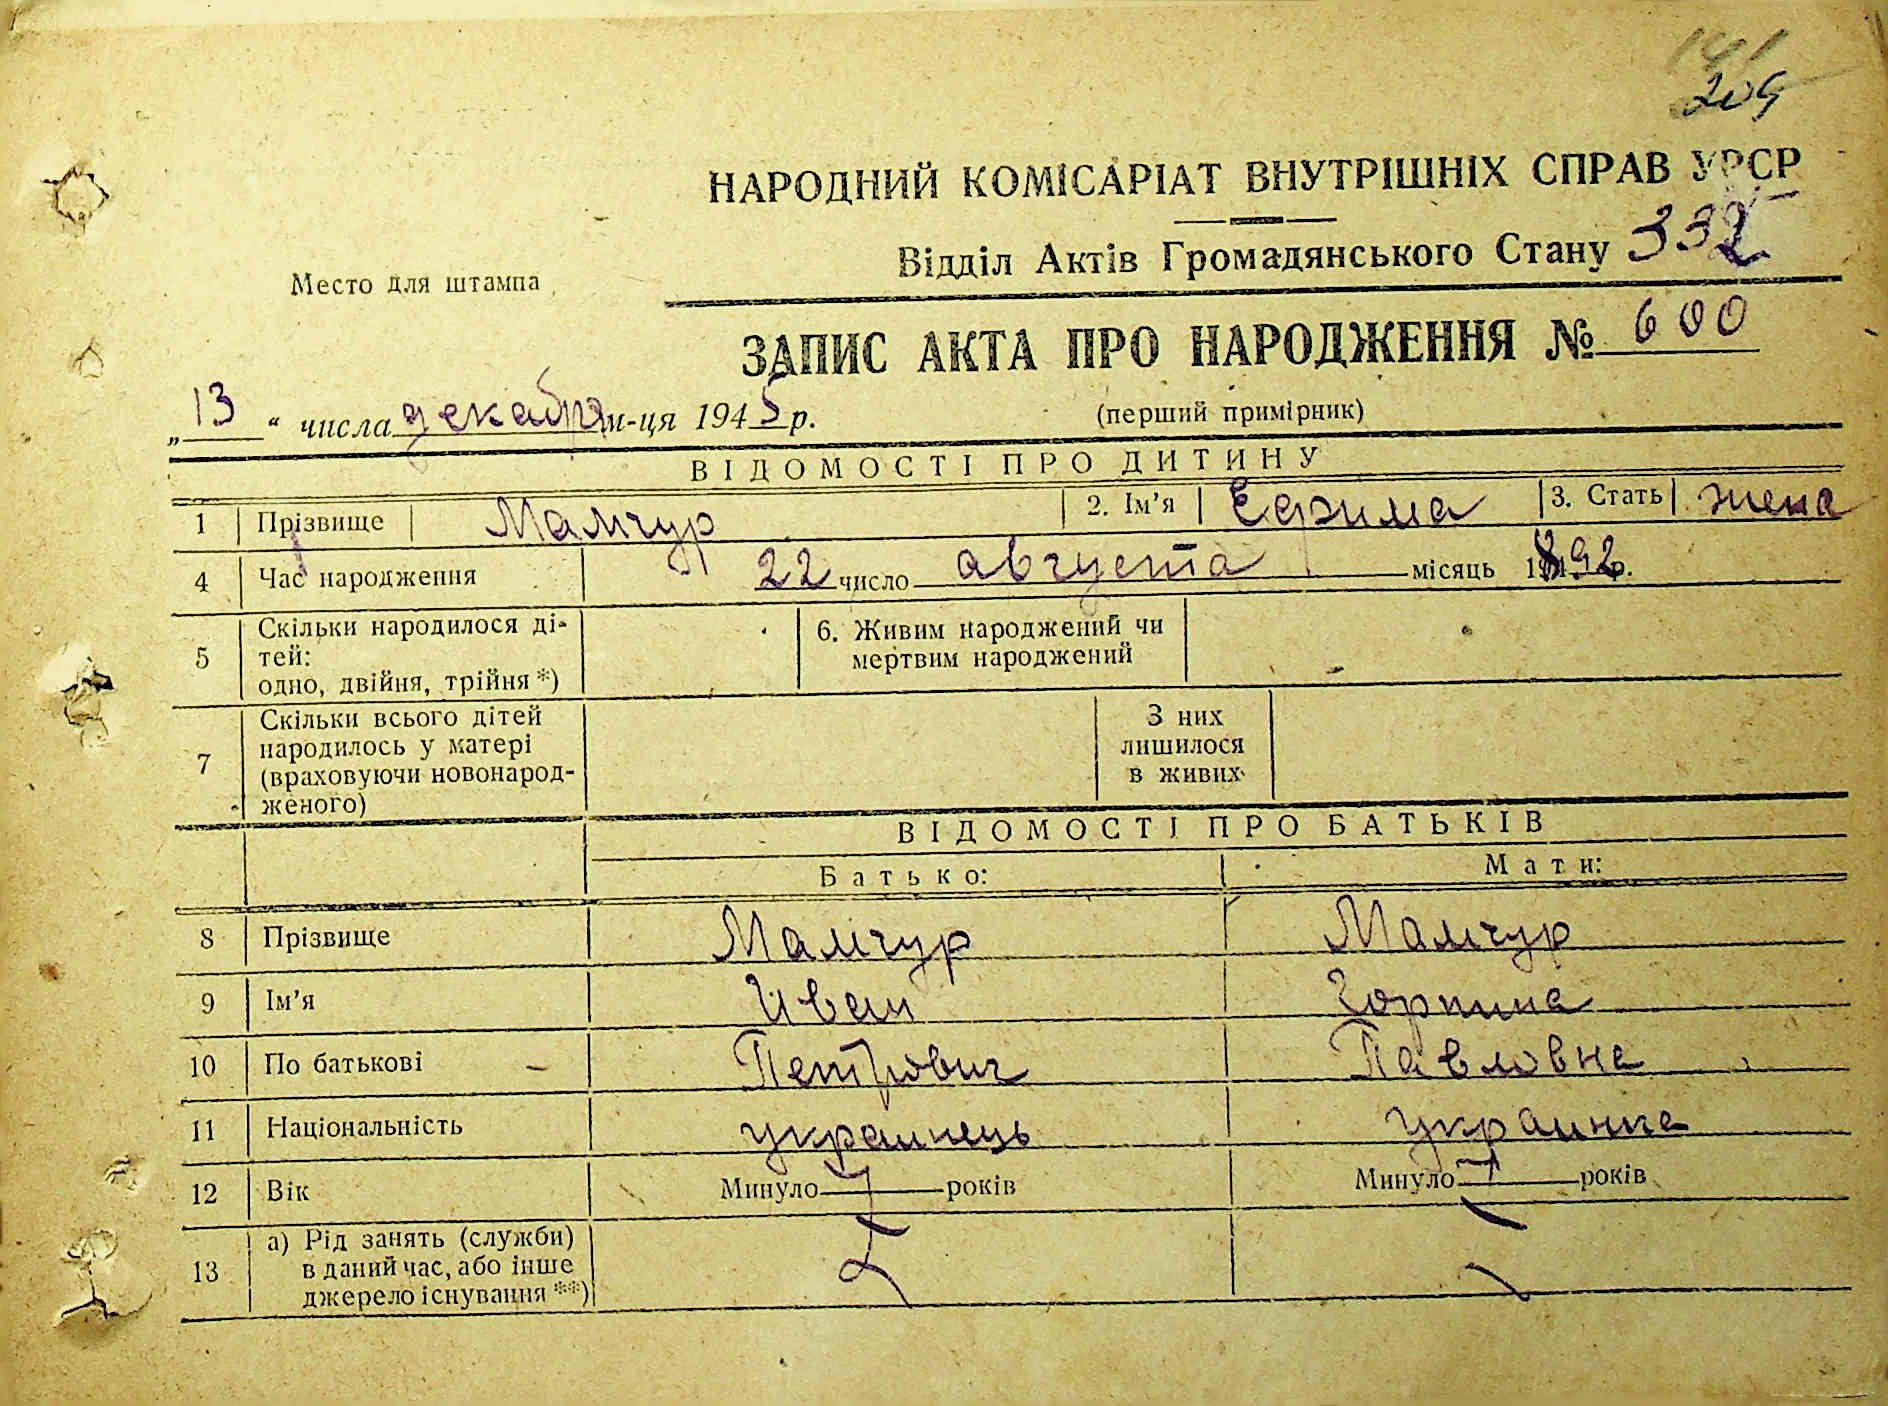 204
НАРОДНИЙ КОМІСАРІАТ ВНУТРІШНІХ СПРАВ УРСР
Відділ Актів Громадянського Стану 332
Место для штампа
ЗАПИС АКТА ПРО НАРОДЖЕННЯ № 600
„13“ числа декабря м-ця 1945 р. (перший примірник)
ВІДОМОСТІ ПРО ДИТИНУ
1 Прізвище Мамчур 2. Ім'я 3. Стать жена
4 Час народження 22 число августа місяць 1892 р.
5 Скільки народилося ді-
тей:
одно, двійня, трійня *) 6. Живим народжений чи
мертвим народжений
7 Скільки всього дітей
народилось у матері
(враховуючи новонарод-
женого) З них
лишилося
в живих
ВІДОМОСТІ ПРО БАТЬКІВ
Батько: Мати:
8 Прізвище Мамчур Мамчур
9 Ім'я Иван Горпина
10 По батькові Петрович Павловна
11 Національність украинець украинка
12 Вік Минуло років Минуло років
13 а) Рід занять (служби)
в даний час, або інше
джерело існування **)